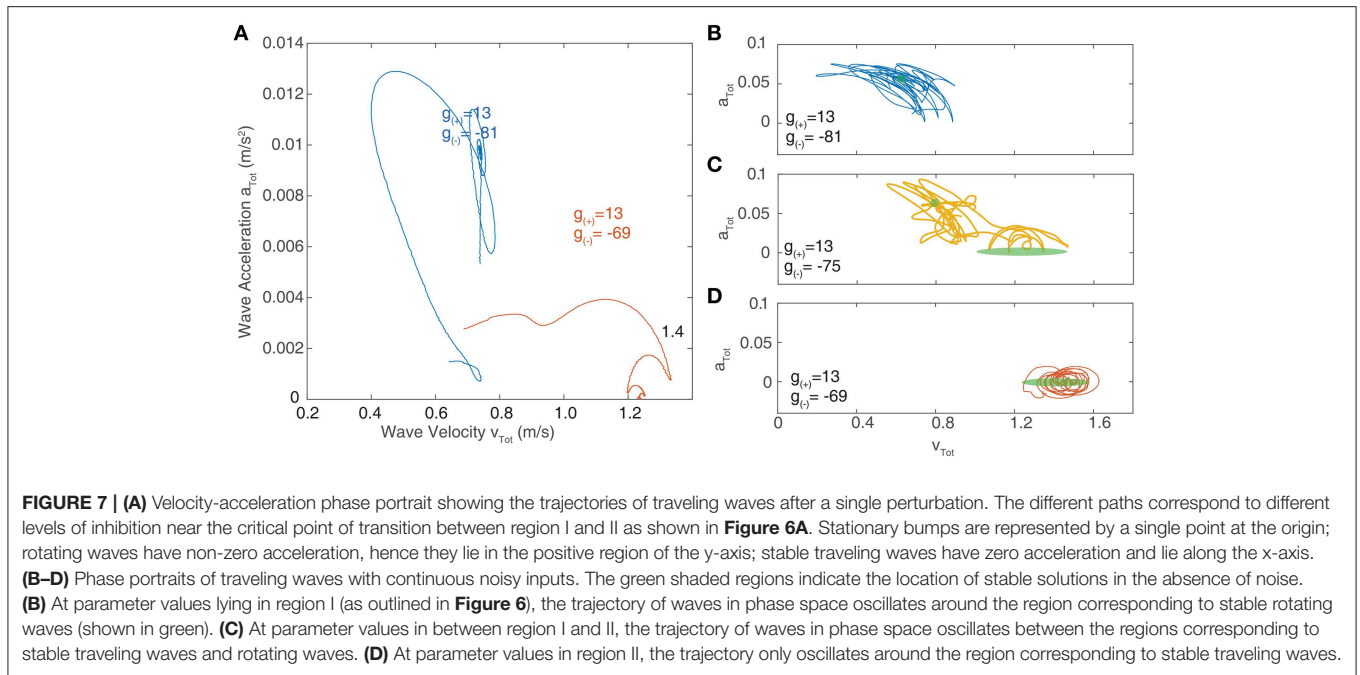 A
0.014
0.012
0.01
0.008
0.006
0.004
0.002
0
0.2
0.4
0.6
0.8
1.0
1.2
Wave Acceleration a_Tot (m/s²)
Wave Velocity v_Tot (m/s)
g_(+)=13
g_(-)= -81
g_(+)=13
g_(-)= -69
1.4
B
0.1
0.05
0
a_Tot
g_(+)=13
g_(-)= -81
C
0.1
0.05
0
a_Tot
g_(+)=13
g_(-)= -75
D
0.1
0.05
0
a_Tot
g_(+)=13
g_(-)= -69
0
0.4
0.8
1.2
1.6
v_Tot
FIGURE 7 | (A) Velocity-acceleration phase portrait showing the trajectories of traveling waves after a single perturbation. The different paths correspond to different
levels of inhibition near the critical point of transition between region I and II as shown in Figure 6A. Stationary bumps are represented by a single point at the origin;
rotating waves have non-zero acceleration, hence they lie in the positive region of the y-axis; stable traveling waves have zero acceleration and lie along the x-axis.
(B–D) Phase portraits of traveling waves with continuous noisy inputs. The green shaded regions indicate the location of stable solutions in the absence of noise.
(B) At parameter values lying in region I (as outlined in Figure 6), the trajectory of waves in phase space oscillates around the region corresponding to stable rotating
waves (shown in green). (C) At parameter values in between region I and II, the trajectory of waves in phase space oscillates between the regions corresponding to
stable traveling waves and rotating waves. (D) At parameter values in region II, the trajectory only oscillates around the region corresponding to stable traveling waves.